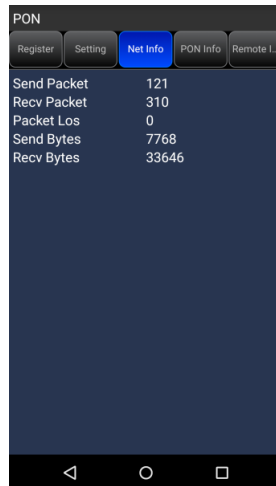 PON
Register Setting Net Info PON Info Remote I..
Send Packet 121
Recv Packet 310
Packet Los 0
Send Bytes 7768
Recv Bytes 33646